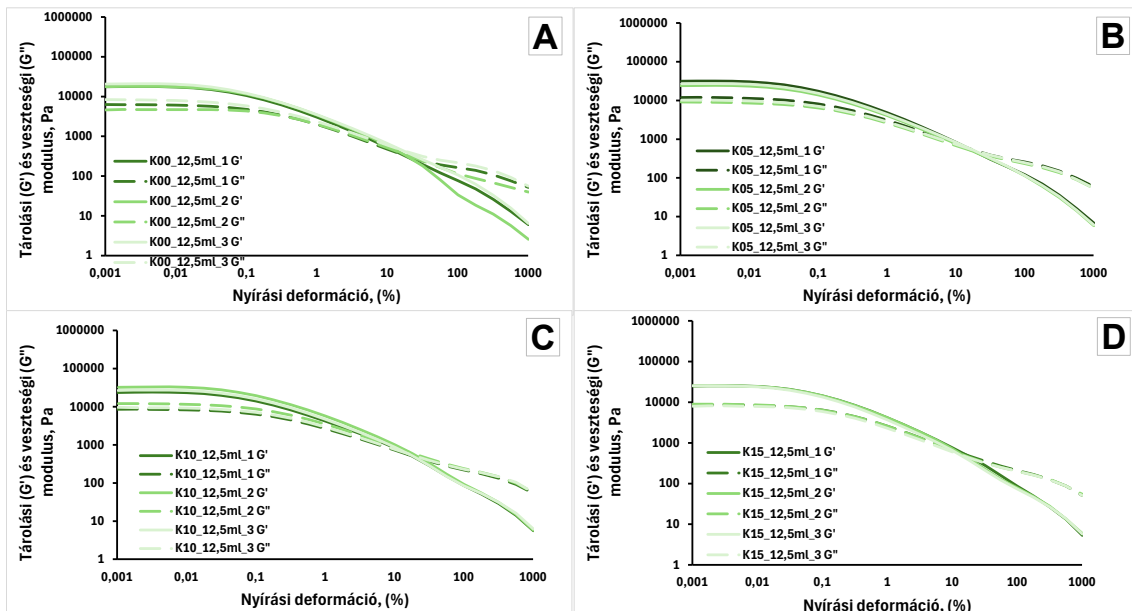 A
Tárolási (G') és veszteségi (G")
modulus, Pa
1000000
100000
10000
1000
100
10
1
K00_12,5ml_1 G'
K00_12,5ml_1 G"
K00_12,5ml_2 G'
K00_12,5ml_2 G"
K00_12,5ml_3 G'
K00_12,5ml_3 G"
0,001 0,01 0,1 1 10 100 1000
Nyírási deformáció, (%)
B
Tárolási (G') és veszteségi (G")
modulus, Pa
1000000
100000
10000
1000
100
10
1
K05_12,5ml_1 G'
K05_12,5ml_1 G"
K05_12,5ml_2 G'
K05_12,5ml_2 G"
K05_12,5ml_3 G'
K05_12,5ml_3 G"
0,001 0,01 0,1 1 10 100 1000
Nyírási deformáció, (%)
C
Tárolási (G') és veszteségi (G")
modulus, Pa
1000000
100000
10000
1000
100
10
1
K10_12,5ml_1 G'
K10_12,5ml_1 G"
K10_12,5ml_2 G'
K10_12,5ml_2 G"
K10_12,5ml_3 G'
K10_12,5ml_3 G"
0,001 0,01 0,1 1 10 100 1000
Nyírási deformáció, (%)
D
Tárolási (G') és veszteségi (G")
modulus, Pa
1000000
100000
10000
1000
100
10
1
K15_12,5ml_1 G'
K15_12,5ml_1 G"
K15_12,5ml_2 G'
K15_12,5ml_2 G"
K15_12,5ml_3 G'
K15_12,5ml_3 G"
0,001 0,01 0,1 1 10 100 1000
Nyírási deformáció, (%)